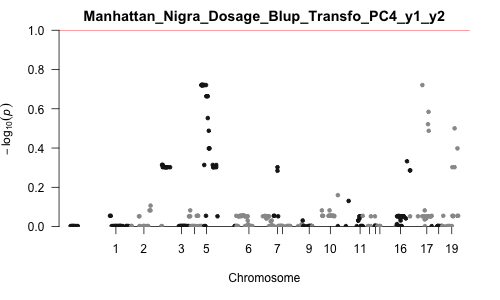 Manhattan_Nigra_Dosage_Blup_Transfo_PC4_y1_y2
− log10(p)
1.0
0.8
0.6
0.4
0.2
0.0
1 2 3 5 6 7 9 10 11 16 17 19
Chromosome